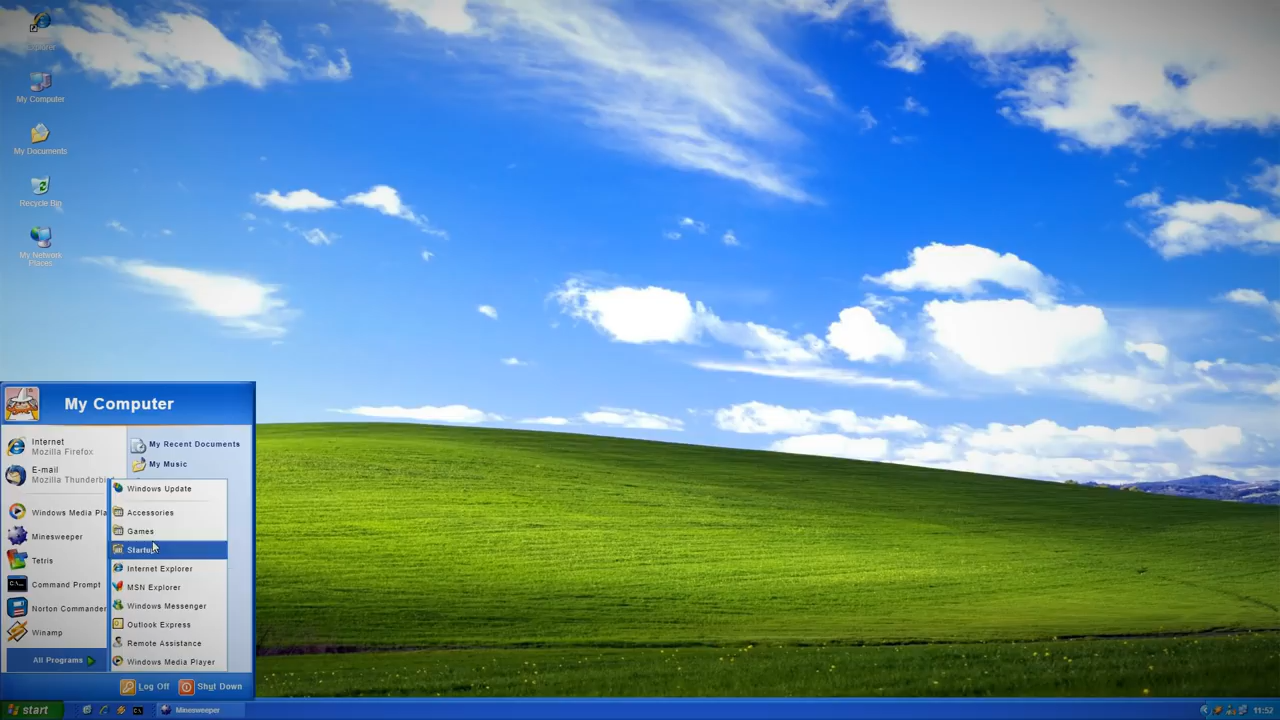 Explorer
My Computer
My Documents
Recycle Bin
My Network
Places
My Computer
Internet
Mozilla Firefox
E-mail
Mozilla Thunderbi
Windows Media Pla
Minesweeper
Tetris
Command Prompt
Norton Commander
Winamp
All Programs
My Recent Documents
My Music
Windows Update
Accessories
Games
Startup
Internet Explorer
MSN Explorer
Windows Messenger
Outlook Express
Remote Assistance
Windows Media Player
Log Off
Shut Down
start
Minesweeper
11:52